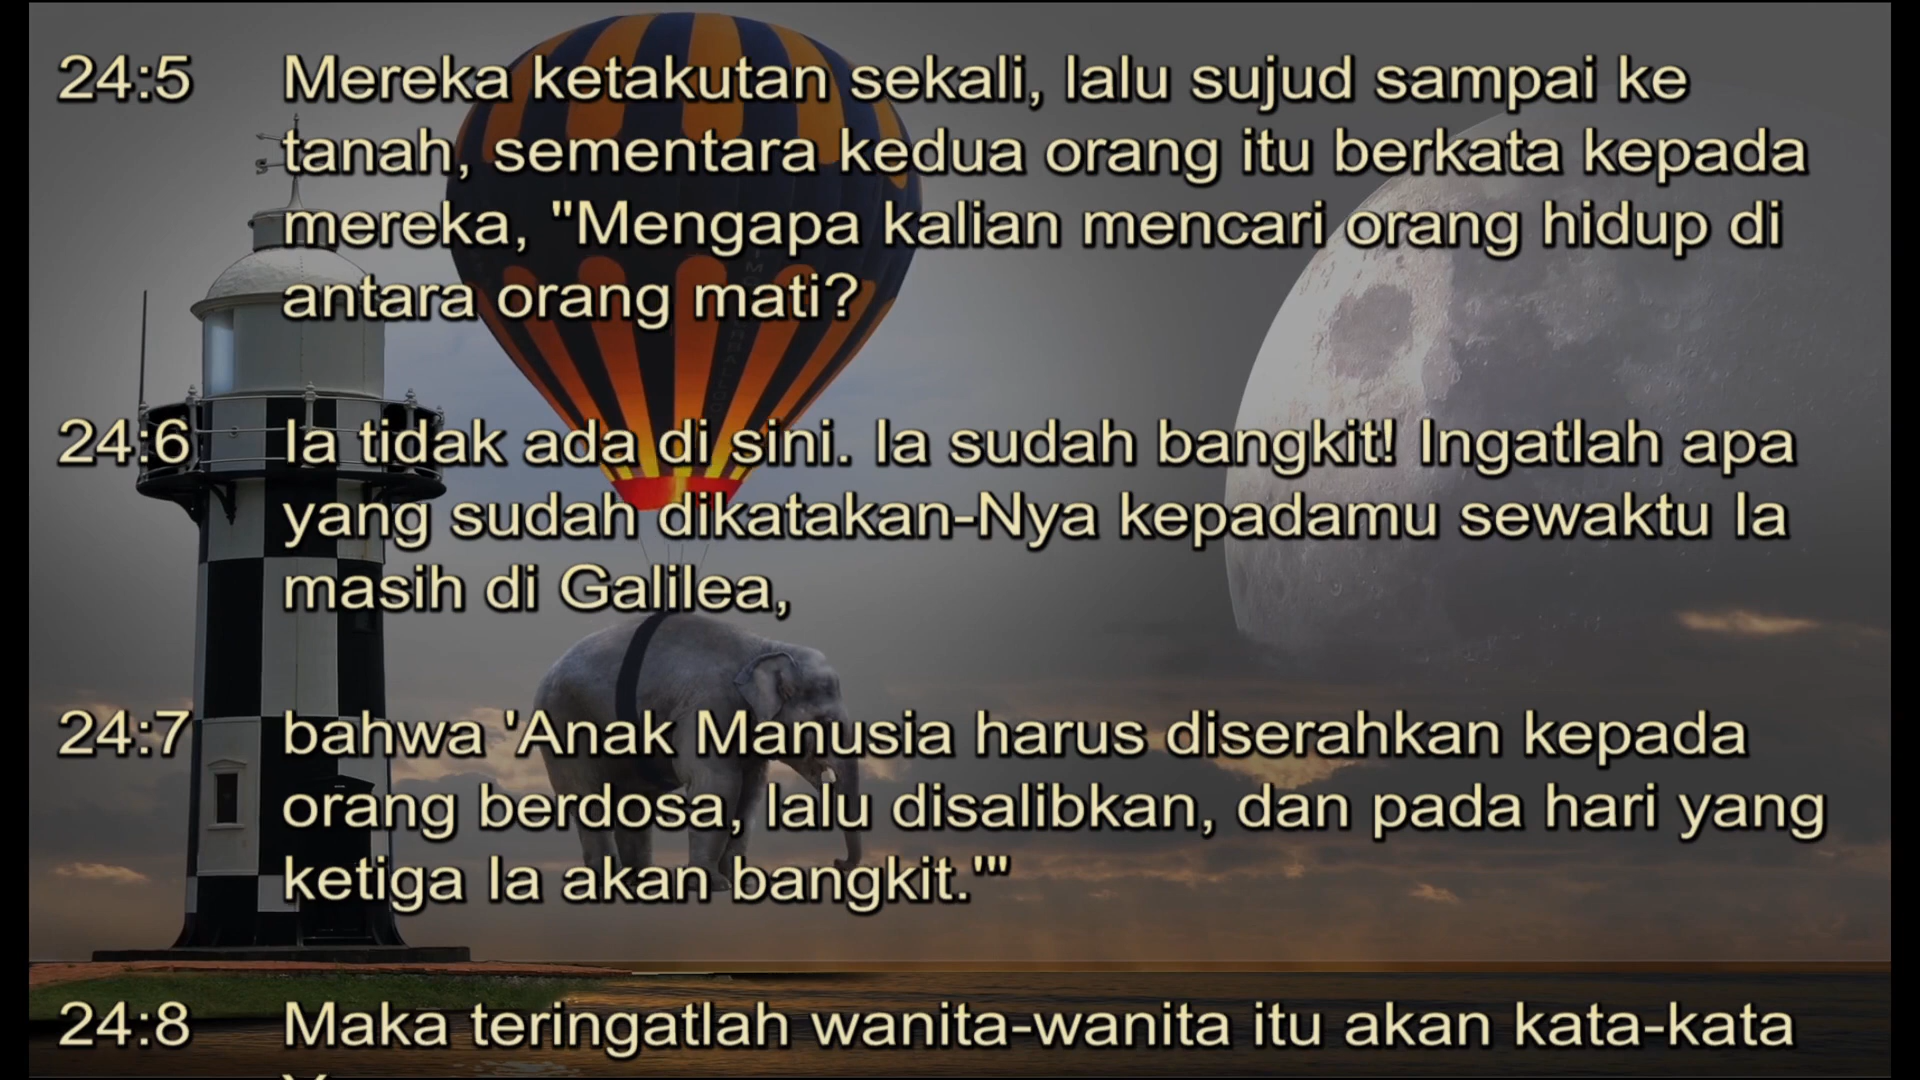 24:5 Mereka ketakutan sekali, lalu sujud sampai ke
tanah, sementara kedua orang itu berkata kepada
mereka, "Mengapa kalian mencari orang hidup di
antara orang mati?
24:6 Ia tidak ada di sini. Ia sudah bangkit! Ingatlah apa
yang sudah dikatakan-Nya kepadamu sewaktu Ia
masih di Galilea,
24:7 bahwa 'Anak Manusia harus diserahkan kepada
orang berdosa, lalu disalibkan, dan pada hari yang
ketiga Ia akan bangkit.'"
24:8 Maka teringatlah wanita-wanita itu akan kata-kata